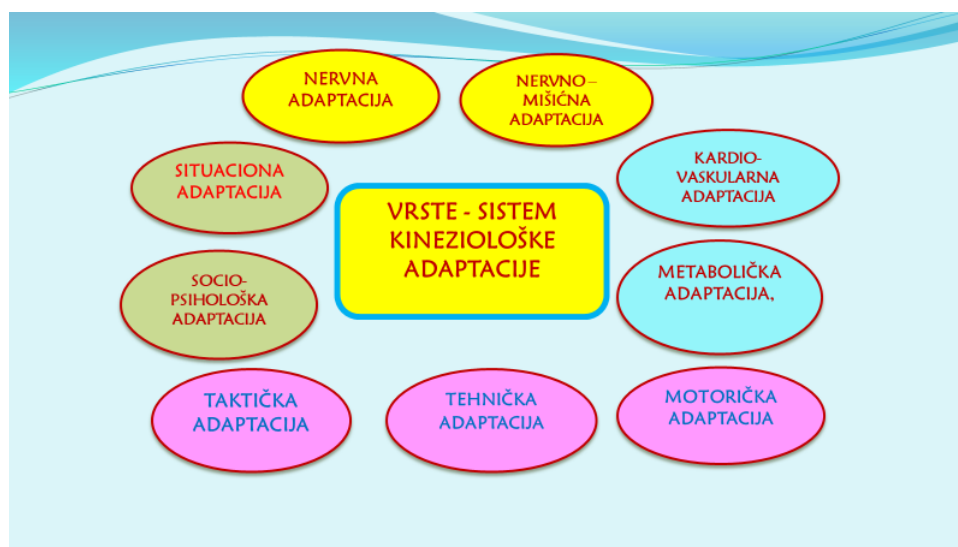 NERVNA
ADAPTACIJA
NERVNO –
MIŠIĆNA
ADAPTACIJA
SITUACIONA
ADAPTACIJA
KARDIO-
VASKULARNA
ADAPTACIJA
VRSTE - SISTEM
KINEZIOLOŠKE
ADAPTACIJE
SOCIO-
PSIHOLOŠKA
ADAPTACIJA
METABOLIČKA
ADAPTACIJA,
TAKTIČKA
ADAPTACIJA
TEHNIČKA
ADAPTACIJA
MOTORIČKA
ADAPTACIJA